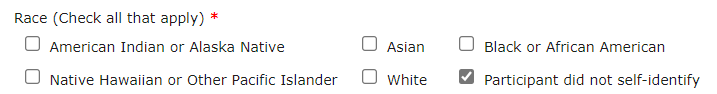 Race (Check all that apply) *
American Indian or Alaska Native Asian Black or African American
Native Hawaiian or Other Pacific Islander White Participant did not self-identify